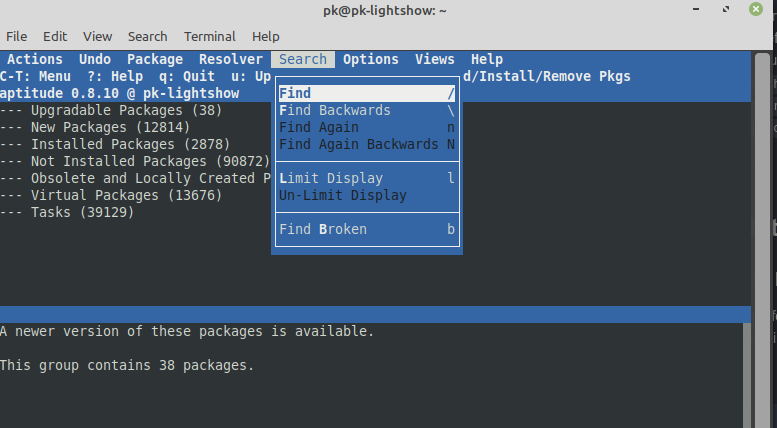 pk@pk-lightshow: ~
File Edit View Search Terminal Help
Actions Undo Package Resolver Search Options Views Help
C-T: Menu ?: Help q: Quit u: Up d/Install/Remove Pkgs
aptitude 0.8.10 @ pk-lightshow
Find /
Find Backwards \
Find Again n
Find Again Backwards N
Limit Display l
Un-Limit Display
Find Broken b
--- Upgradable Packages (38)
--- New Packages (12814)
--- Installed Packages (2878)
--- Not Installed Packages (90872)
--- Obsolete and Locally Created P
--- Virtual Packages (13676)
--- Tasks (39129)
A newer version of these packages is available.
This group contains 38 packages.